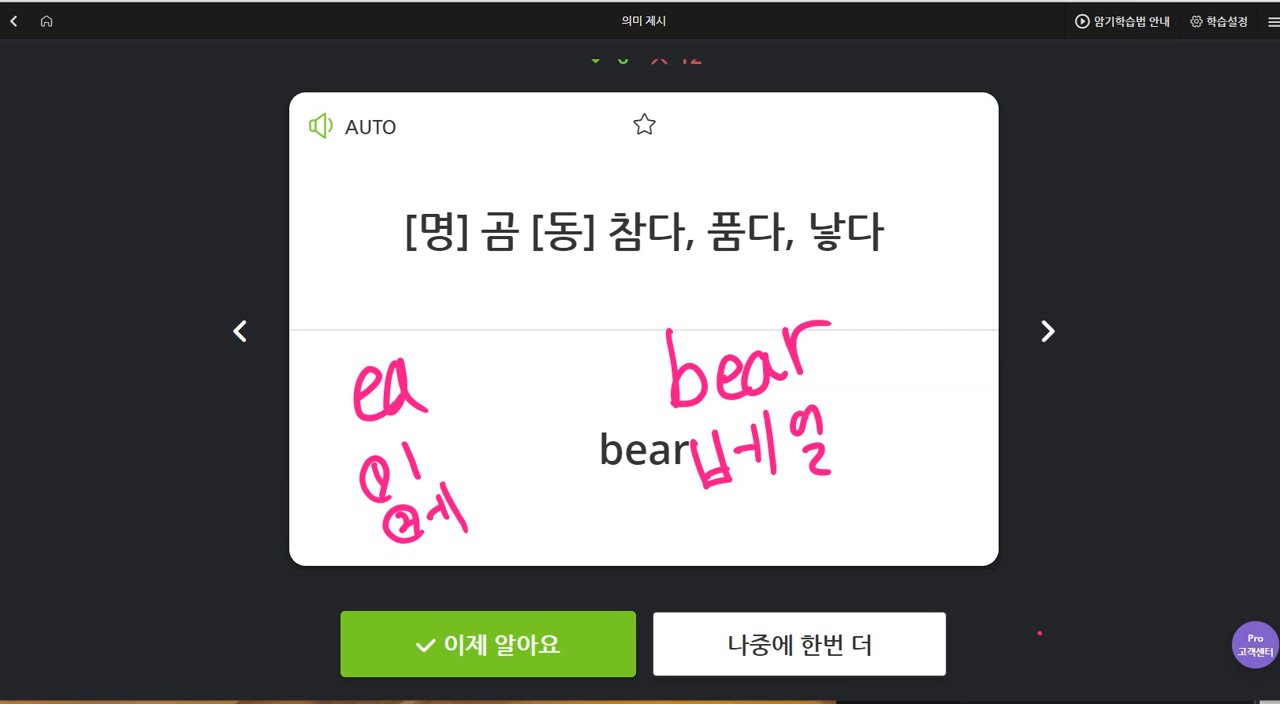 의미 제시
암기학습법 안내
학습설정
AUTO
[명] 곰 [동] 참다, 품다, 낳다
bear
ea
bear
① ㅣ
② ㅔ
✓ 이제 알아요
나중에 한번 더
Pro
고객센터